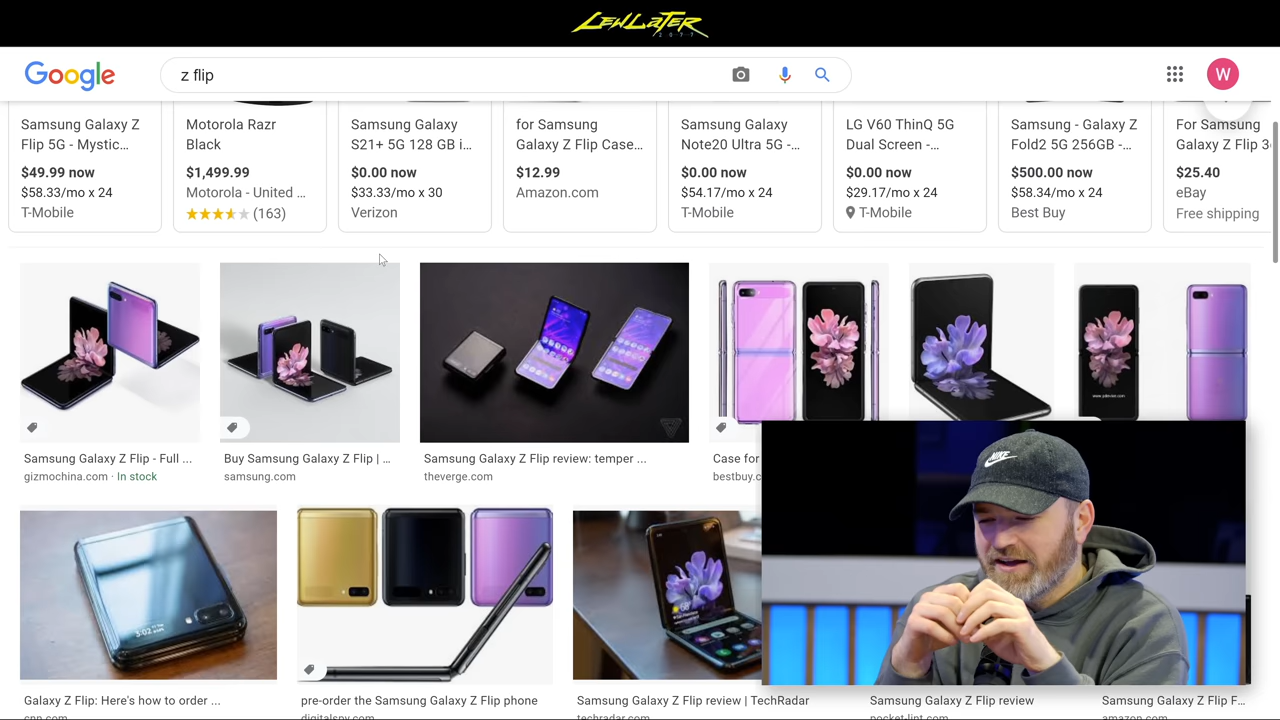 LEWLATER
2077
Google
z flip
W
Samsung Galaxy Z
Flip 5G - Mystic...
$49.99 now
$58.33/mo x 24
T-Mobile
Motorola Razr
Black
$1,499.99
Motorola - United ...
(163)
Samsung Galaxy
S21+ 5G 128 GB i...
$0.00 now
$33.33/mo x 30
Verizon
for Samsung
Galaxy Z Flip Case...
$12.99
Amazon.com
Samsung Galaxy
Note20 Ultra 5G -...
$0.00 now
$54.17/mo x 24
T-Mobile
LG V60 ThinQ 5G
Dual Screen -...
$0.00 now
$29.17/mo x 24
T-Mobile
Samsung - Galaxy Z
Fold2 5G 256GB -...
$500.00 now
$58.34/mo x 24
Best Buy
For Samsung
Galaxy Z Flip 3
$25.40
eBay
Free shipping
Samsung Galaxy Z Flip - Full ...
gizmochina.com · In stock
Buy Samsung Galaxy Z Flip | ...
samsung.com
Samsung Galaxy Z Flip review: temper ...
theverge.com
Case for
bestbuy.c
NIKE
5:02
Galaxy Z Flip: Here's how to order ...
cnn.com
pre-order the Samsung Galaxy Z Flip phone
digitalspy.com
Samsung Galaxy Z Flip review | TechRadar
techradar.com
Samsung Galaxy Z Flip review
pocket-lint.com
Samsung Galaxy Z Flip F...
amazon.com